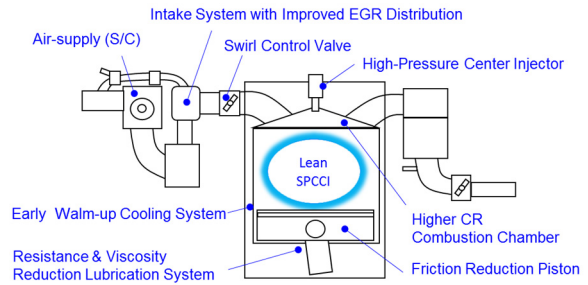 Intake System with Improved EGR Distribution
Air-supply (S/C)
Swirl Control Valve
High-Pressure Center Injector
Lean
SPCCI
Early Walm-up Cooling System
Higher CR
Combustion Chamber
Resistance & Viscosity
Reduction Lubrication System
Friction Reduction Piston